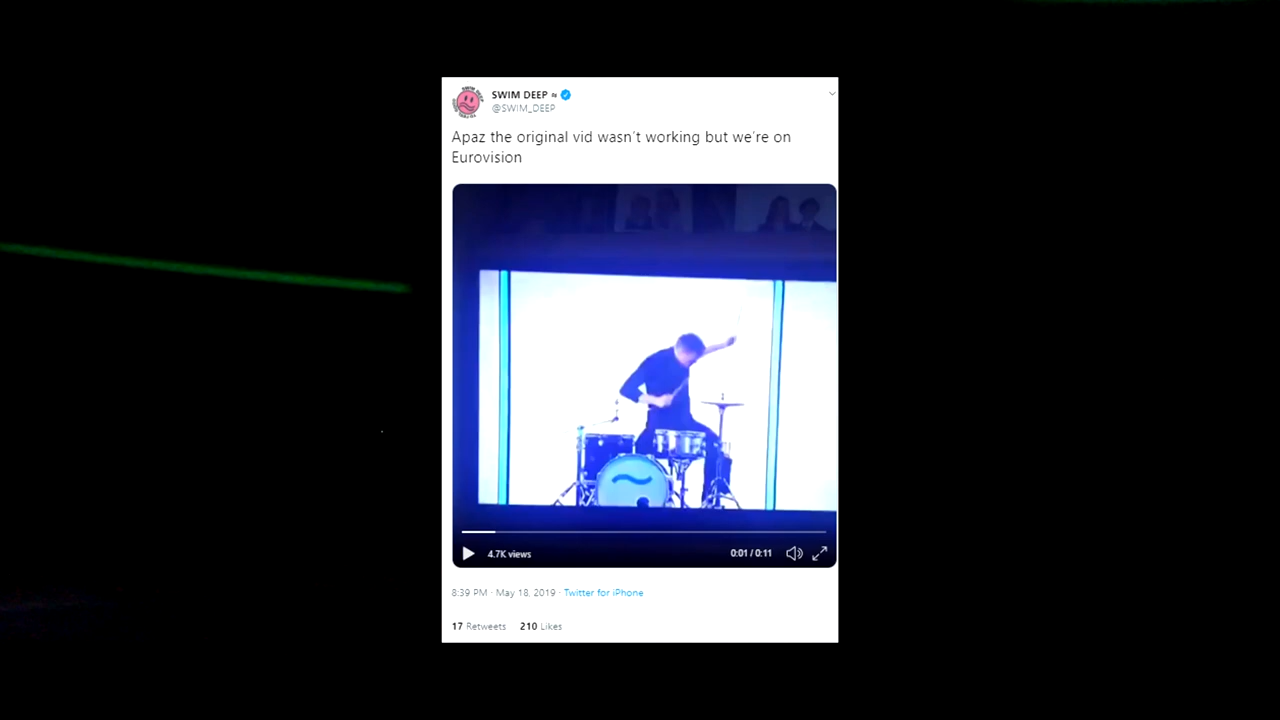 SWIM DEEP ≈
@SWIM_DEEP
Apaz the original vid wasn't working but we're on
Eurovision
4.7K views
0:01 / 0:11
8:39 PM · May 18, 2019 · Twitter for iPhone
17 Retweets 210 Likes